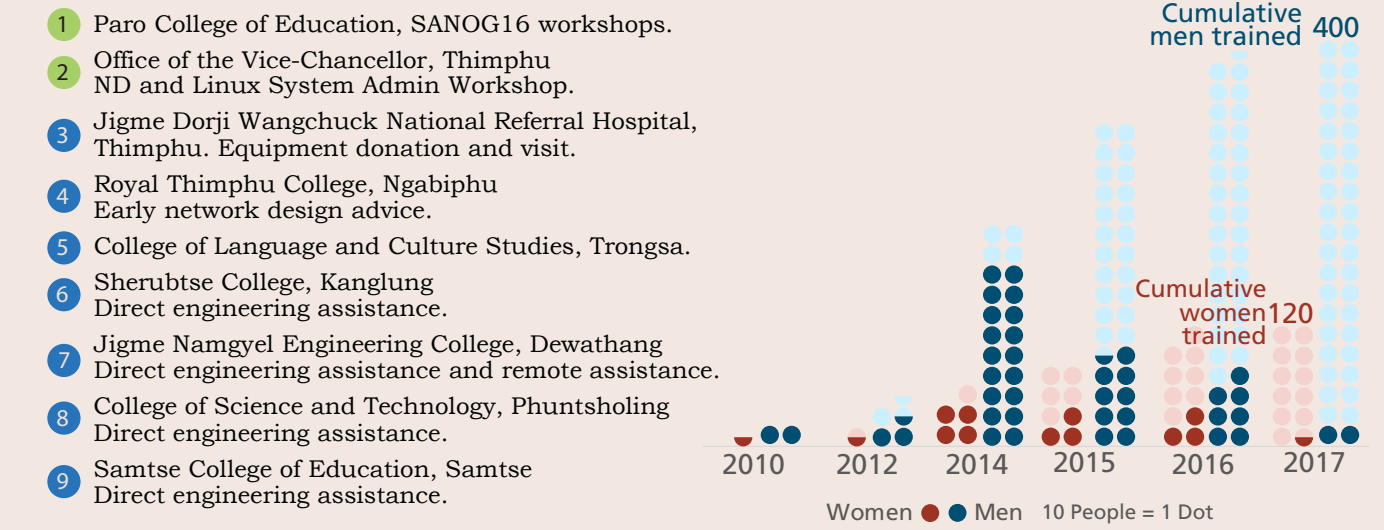 1 Paro College of Education, SANOG16 workshops.
2 Office of the Vice-Chancellor, Thimphu
ND and Linux System Admin Workshop.
3 Jigme Dorji Wangchuck National Referral Hospital,
Thimphu. Equipment donation and visit.
4 Royal Thimphu College, Ngabiphu
Early network design advice.
5 College of Language and Culture Studies, Trongsa.
6 Sherubtse College, Kanglung
Direct engineering assistance.
7 Jigme Namgyel Engineering College, Dewathang
Direct engineering assistance and remote assistance.
8 College of Science and Technology, Phuntsholing
Direct engineering assistance.
9 Samtse College of Education, Samtse
Direct engineering assistance.
Cumulative
men trained 400
Cumulative
women 120
trained
2010 2012 2014 2015 2016 2017
Women Men 10 People = 1 Dot